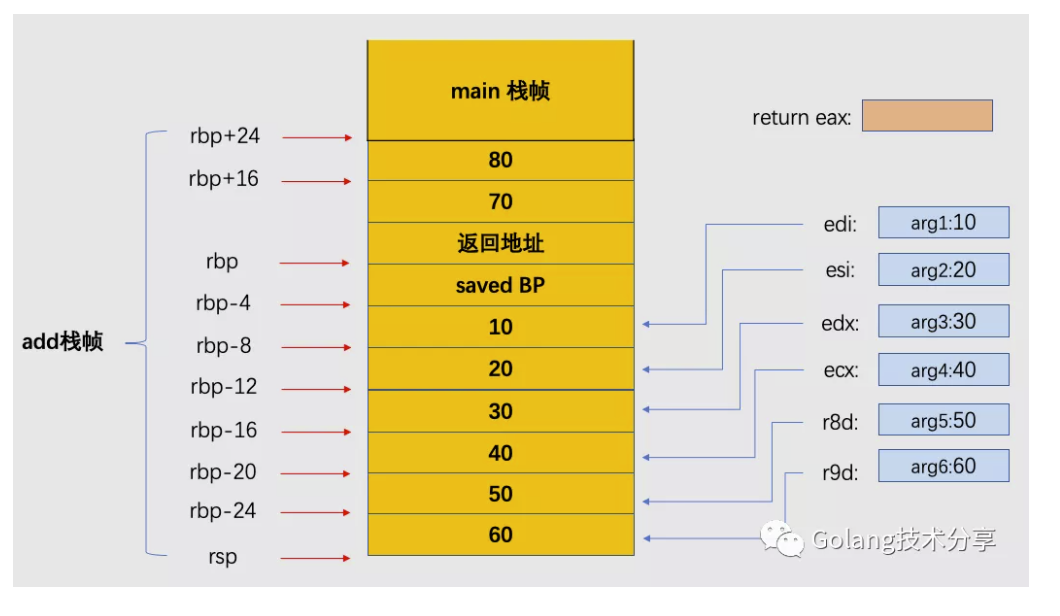 main 栈帧
return eax:
rbp+24
80
rbp+16
70
edi:
arg1:10
返回地址
rbp
esi:
arg2:20
saved BP
rbp-4
10
edx:
arg3:30
add栈帧
rbp-8
20
ecx:
arg4:40
rbp-12
30
rbp-16
r8d:
arg5:50
40
rbp-20
r9d:
arg6:60
50
rbp-24
60
Golang技术分享
rsp